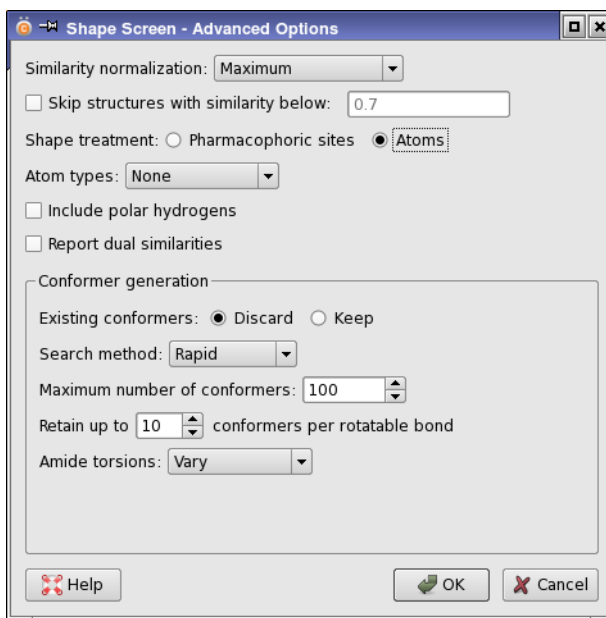 Shape Screen - Advanced Options
Similarity normalization: Maximum
Skip structures with similarity below: 0.7
Shape treatment: Pharmacophoric sites Atoms
Atom types: None
Include polar hydrogens
Report dual similarities
Conformer generation
Existing conformers: Discard Keep
Search method: Rapid
Maximum number of conformers: 100
Retain up to 10 conformers per rotatable bond
Amide torsions: Vary
Help OK Cancel